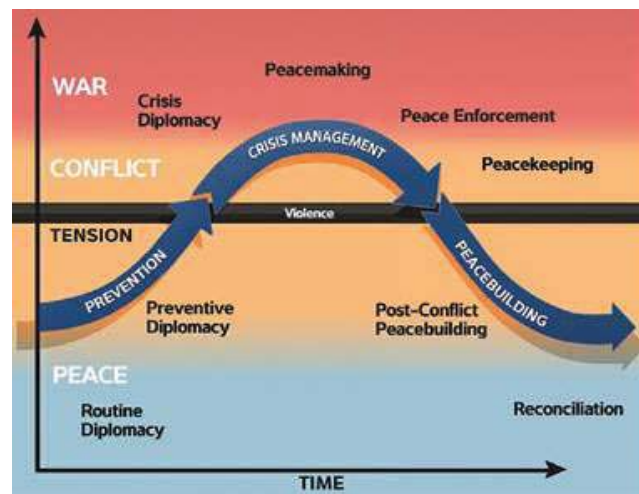 Peacemaking
WAR
Crisis
Diplomacy
Peace Enforcement
CRISIS MANAGEMENT
CONFLICT
Peacekeeping
Violence
TENSION
PREVENTION
PEACEBUILDING
Preventive
Diplomacy
Post-Conflict
Peacebuilding
PEACE
Routine
Diplomacy
Reconciliation
TIME